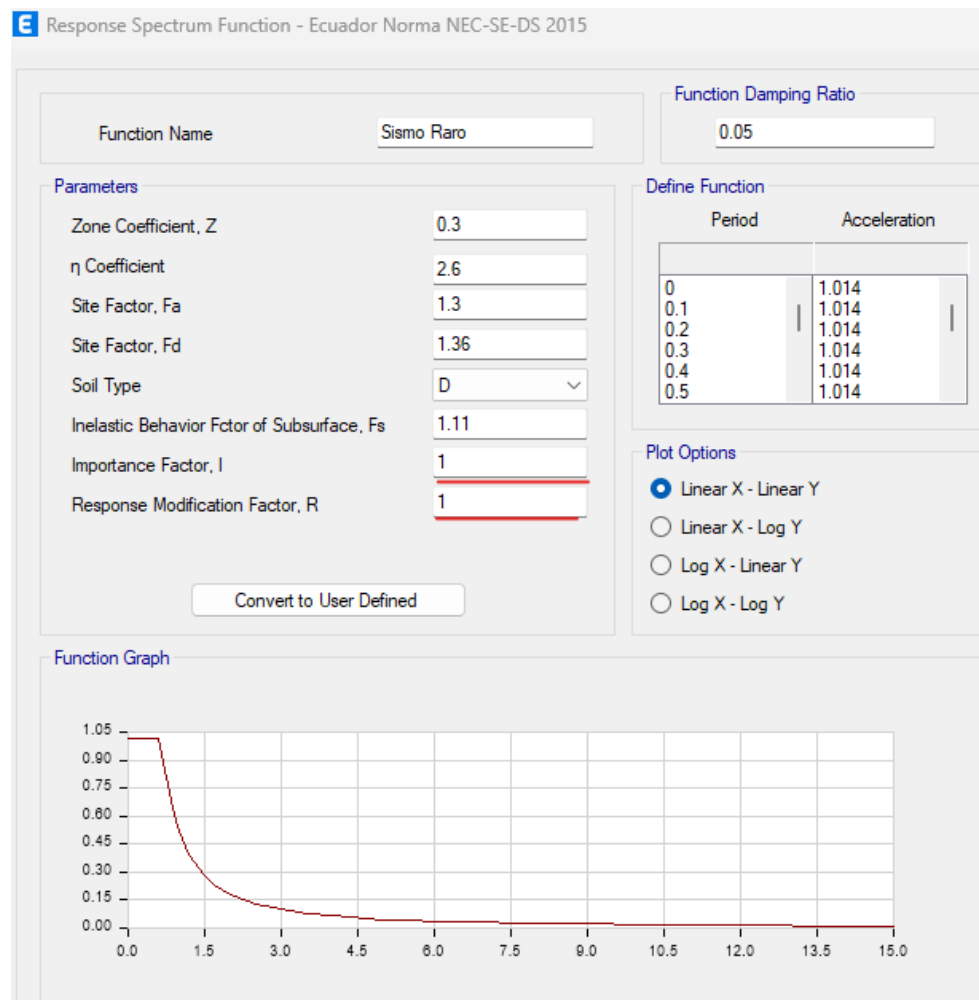 E Response Spectrum Function - Ecuador Norma NEC-SE-DS 2015
Function Name
Sismo Raro
Function Damping Ratio
0.05
Parameters
Zone Coefficient, Z
0.3
η Coefficient
2.6
Site Factor, Fa
1.3
Site Factor, Fd
1.36
Soil Type
D
Inelastic Behavior Fctor of Subsurface, Fs
1.11
Importance Factor, I
1
Response Modification Factor, R
1
Convert to User Defined
Define Function
Period Acceleration
0 1.014
0.1 1.014
0.2 1.014
0.3 1.014
0.4 1.014
0.5 1.014
Plot Options
Linear X - Linear Y
Linear X - Log Y
Log X - Linear Y
Log X - Log Y
Function Graph
1.05
0.90
0.75
0.60
0.45
0.30
0.15
0.00
0.0 1.5 3.0 4.5 6.0 7.5 9.0 10.5 12.0 13.5 15.0